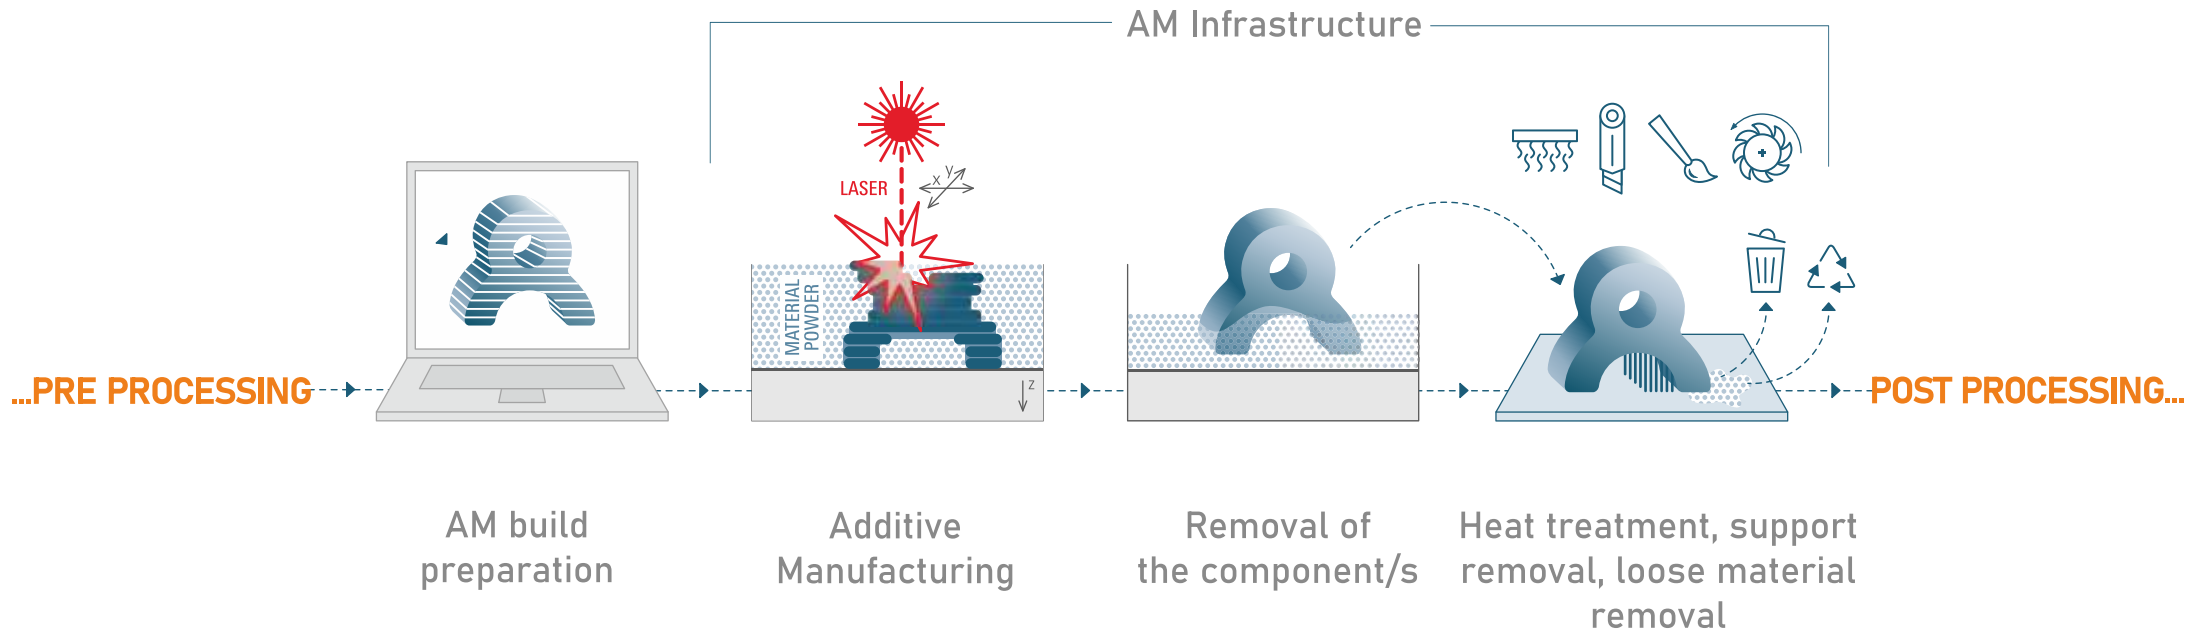 AM Infrastructure
LASER
x
y
MATERIAL
POWDER
z
...PRE PROCESSING
POST PROCESSING...
AM build
preparation
Additive
Manufacturing
Removal of
the component/s
Heat treatment, support
removal, loose material
removal